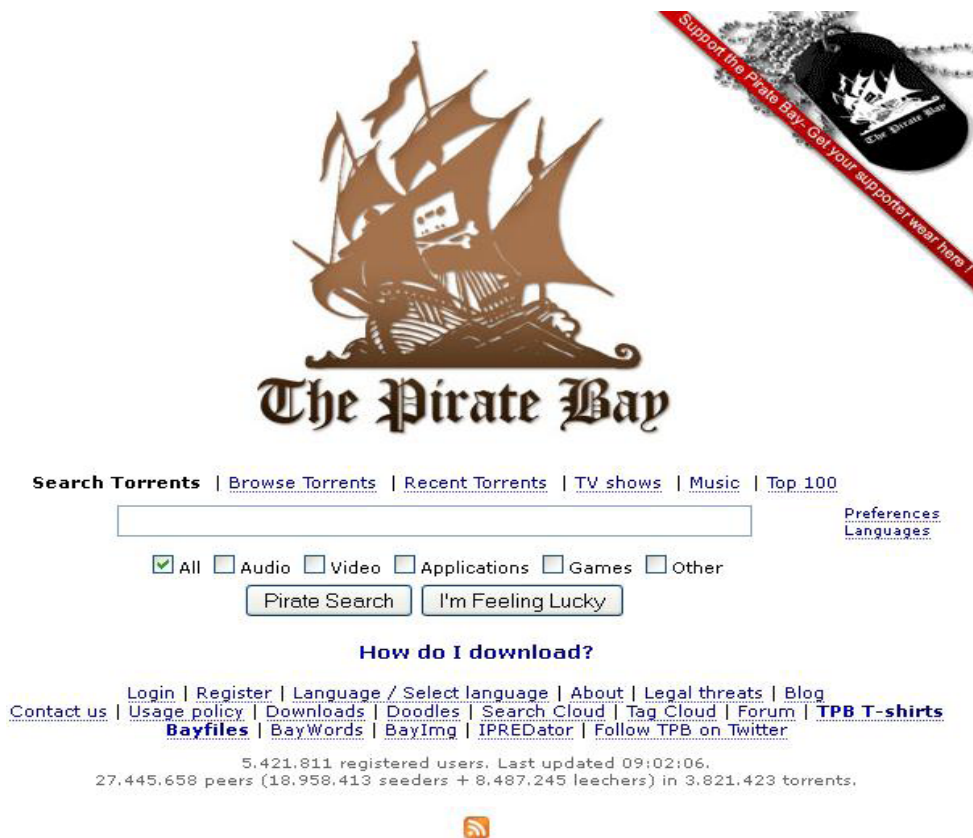 Support the Pirate Bay- Get your supporter wear here !
The Pirate Bay
The Pirate Bay
Search Torrents | Browse Torrents | Recent Torrents | TV shows | Music | Top 100
Preferences
Languages
All Audio Video Applications Games Other
Pirate Search I'm Feeling Lucky
How do I download?
Login | Register | Language / Select language | About | Legal threats | Blog
Contact us | Usage policy | Downloads | Doodles | Search Cloud | Tag Cloud | Forum | TPB T-shirts
Bayfiles | BayWords | BayImg | IPREDator | Follow TPB on Twitter
5.421.811 registered users. Last updated 09:02:06.
27.445.658 peers (18.958.413 seeders + 8.487.245 leechers) in 3.821.423 torrents.